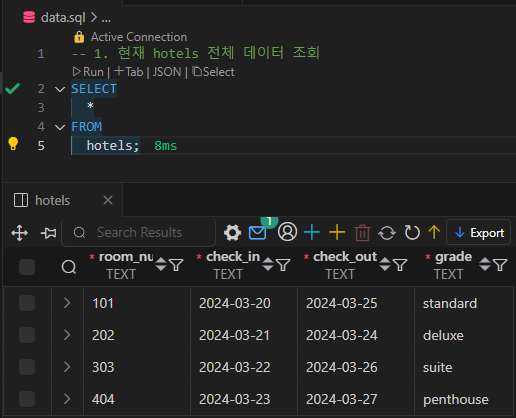 data.sql > ...
Active Connection
1 -- 1. 현재 hotels 전체 데이터 조회
Run | Tab | JSON | Select
2 SELECT
3 *
4 FROM
5 hotels; 8ms
hotels
1
Search Results
Export
* room_nu * check_in * check_out * grade
TEXT TEXT TEXT TEXT
101 2024-03-20 2024-03-25 standard
202 2024-03-21 2024-03-24 deluxe
303 2024-03-22 2024-03-26 suite
404 2024-03-23 2024-03-27 penthouse